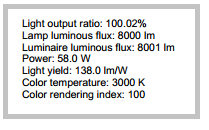 Light output ratio: 100.02%
Lamp luminous flux: 8000 lm
Luminaire luminous flux: 8001 lm
Power: 58.0 W
Light yield: 138.0 lm/W
Color temperature: 3000 K
Color rendering index: 100